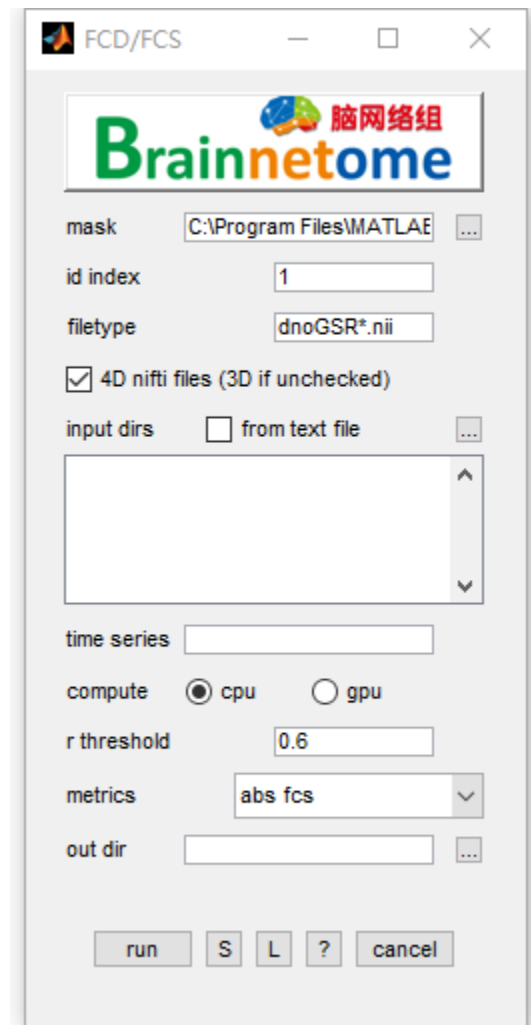 FCD/FCS
脑网络组
Brainnetome
mask C:\Program Files\MATLAB ...
id index 1
filetype dnoGSR*.nii
4D nifti files (3D if unchecked)
input dirs from text file ...
time series
compute cpu gpu
r threshold 0.6
metrics abs fcs
out dir ...
run S L ? cancel